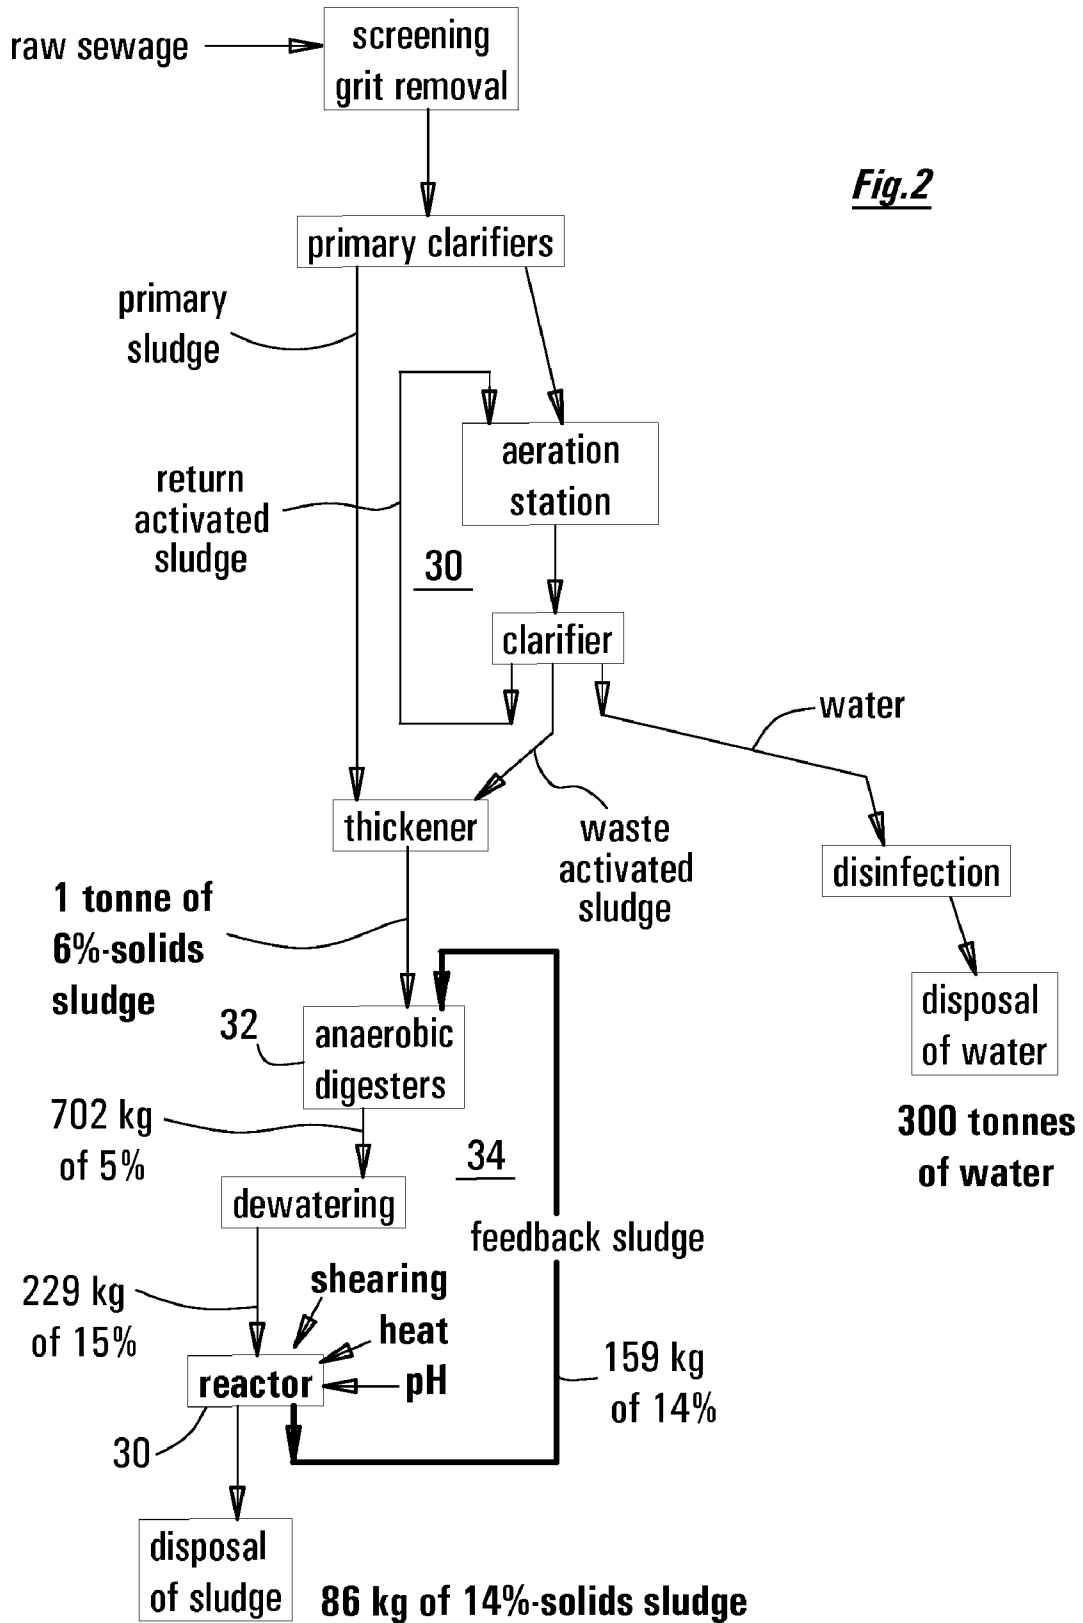 raw sewage
screening
grit removal
Fig.2
primary clarifiers
primary
sludge
aeration
station
return
activated
sludge
30
clarifier
water
thickener
waste
activated
sludge
disinfection
1 tonne of
6%-solids
sludge
disposal
of water
300 tonnes
of water
32
anaerobic
digesters
702 kg
of 5%
34
dewatering
feedback sludge
229 kg
of 15%
shearing
heat
pH
reactor
159 kg
of 14%
30
disposal
of sludge
86 kg of 14%-solids sludge